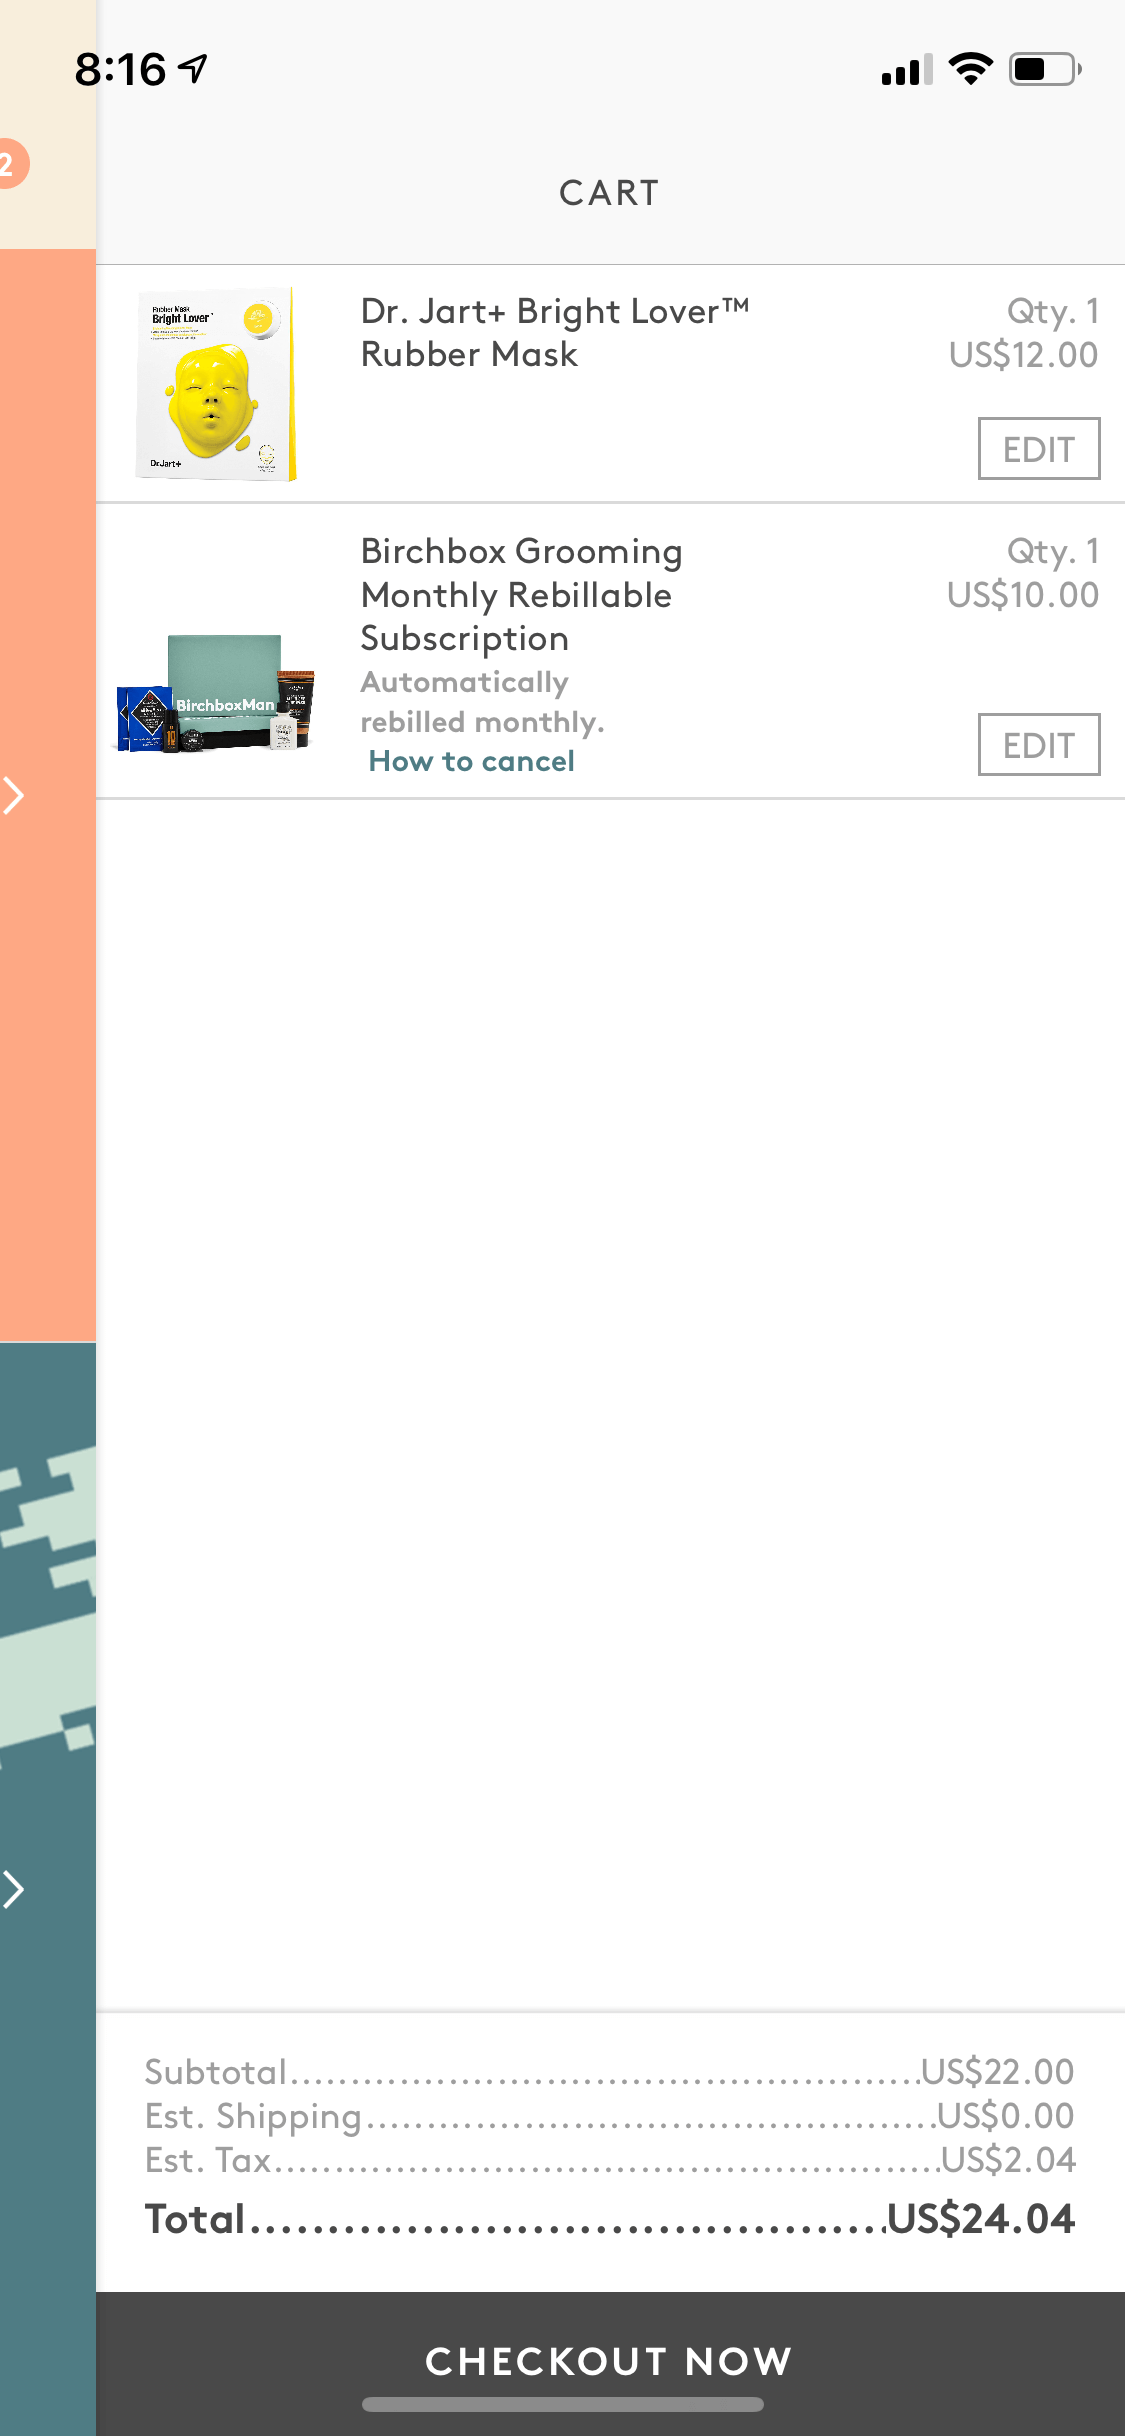 8:16
2
CART
Rubber Mask
Bright Lover™
Dr.Jart+
Dr. Jart+ Bright Lover™
Rubber Mask
Qty. 1
US$12.00
EDIT
BirchboxMan
Birchbox Grooming
Monthly Rebillable
Subscription
Automatically
rebilled monthly.
How to cancel
Qty. 1
US$10.00
EDIT
Subtotal....................................................US$22.00
Est. Shipping...............................................US$0.00
Est. Tax.......................................................US$2.04
Total.........................................US$24.04
CHECKOUT NOW